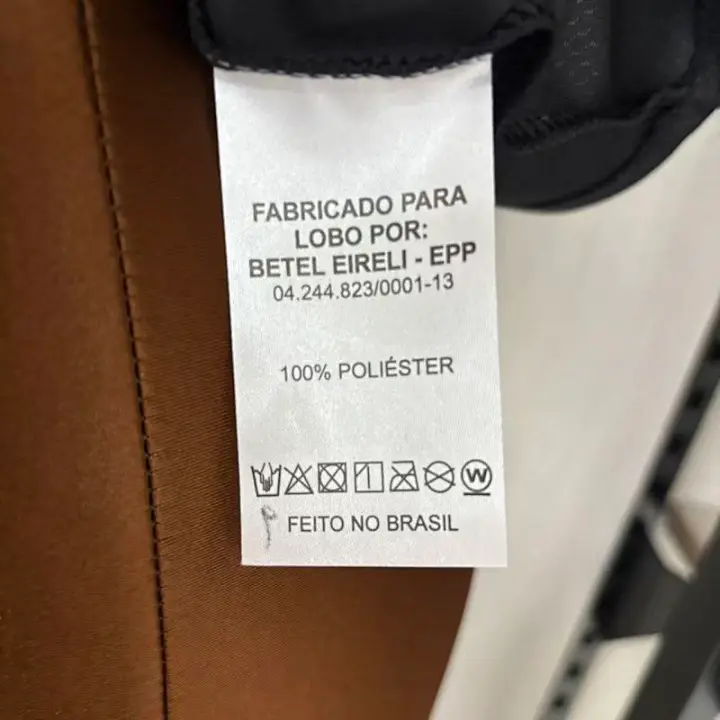 FABRICADO PARA
LOBO POR:
BETEL EIRELI - EPP
04.244.823/0001-13
100% POLIÉSTER
W
FEITO NO BRASIL